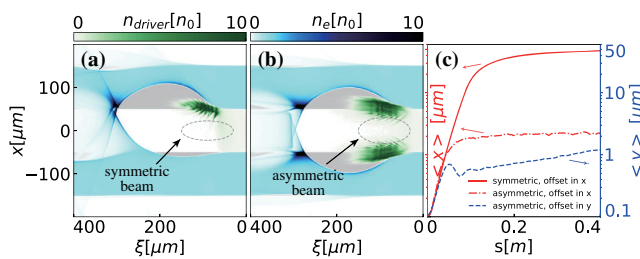 n_driver[n_0]
n_e[n_0]
0 10 0 10
(a)
(b)
(c)
x[μm]
100
0
−100
symmetric
beam
asymmetric
beam
400 200 0
ξ[μm]
400 200 0
ξ[μm]
<x> [μm]
50
10
1
0.1
<x> [μm]
symmetric, offset in x
asymmetric, offset in x
asymmetric, offset in y
0 0.2 0.4
s[m]